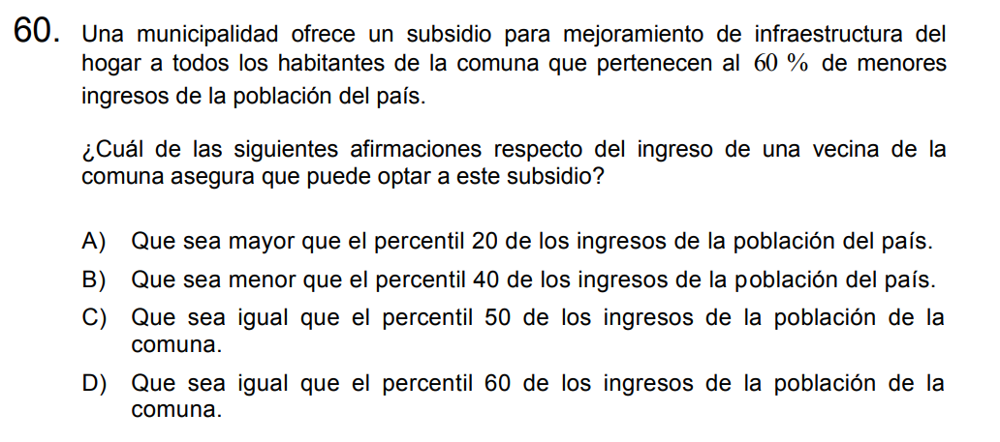 60. Una municipalidad ofrece un subsidio para mejoramiento de infraestructura del
hogar a todos los habitantes de la comuna que pertenecen al 60 % de menores
ingresos de la población del país.
¿Cuál de las siguientes afirmaciones respecto del ingreso de una vecina de la
comuna asegura que puede optar a este subsidio?
A) Que sea mayor que el percentil 20 de los ingresos de la población del país.
B) Que sea menor que el percentil 40 de los ingresos de la población del país.
C) Que sea igual que el percentil 50 de los ingresos de la población de la
comuna.
D) Que sea igual que el percentil 60 de los ingresos de la población de la
comuna.